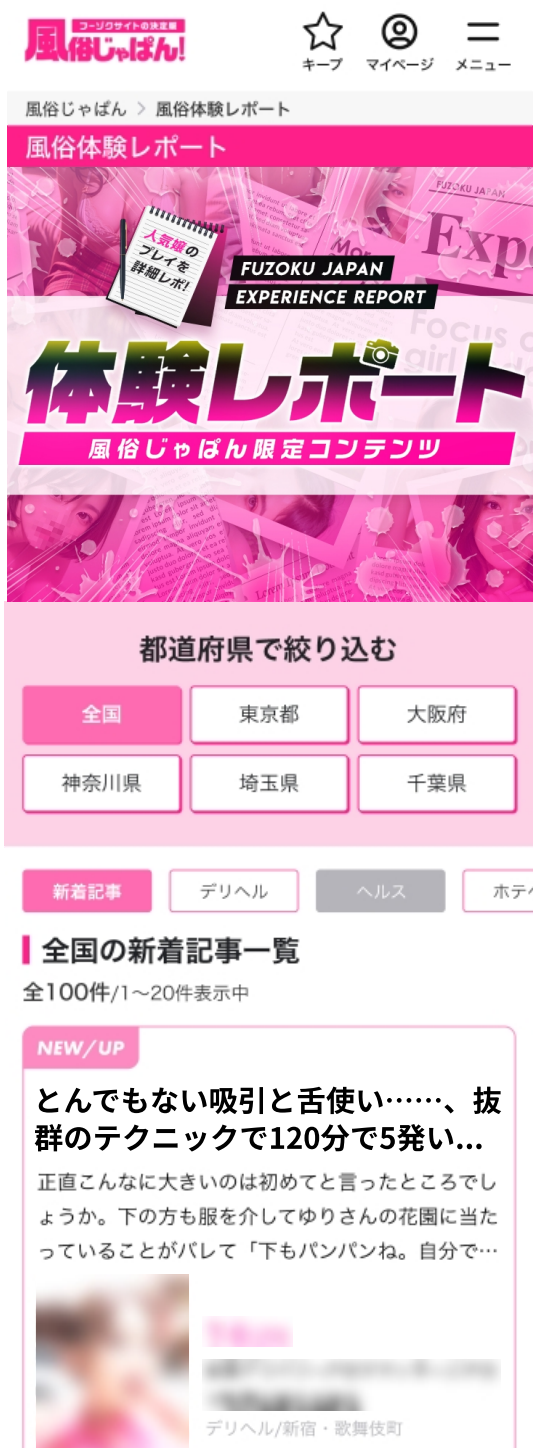 フーゾクサイトの決定版
風俗じゃぱん!
キープ
マイページ
メニュー
風俗じゃぱん > 風俗体験レポート
風俗体験レポート
FUZOKU JAPAN
Exp
人気嬢の
プレイを
詳細レポ!
More
FUZOKU JAPAN
EXPERIENCE REPORT
Focus o
girl
体験レポート
風俗じゃぱん限定コンテンツ
都道府県で絞り込む
全国
東京都
大阪府
神奈川県
埼玉県
千葉県
新着記事
デリヘル
ヘルス
ホテ
全国の新着記事一覧
全100件/1〜20件表示中
NEW/UP
とんでもない吸引と舌使い……、抜
群のテクニックで120分で5発い...
正直こんなに大きいのは初めてと言ったところでし
ょうか。下の方も服を介してゆりさんの花園に当た
っていることがバレて「下もパンパンね。自分で…
デリヘル/新宿・歌舞伎町